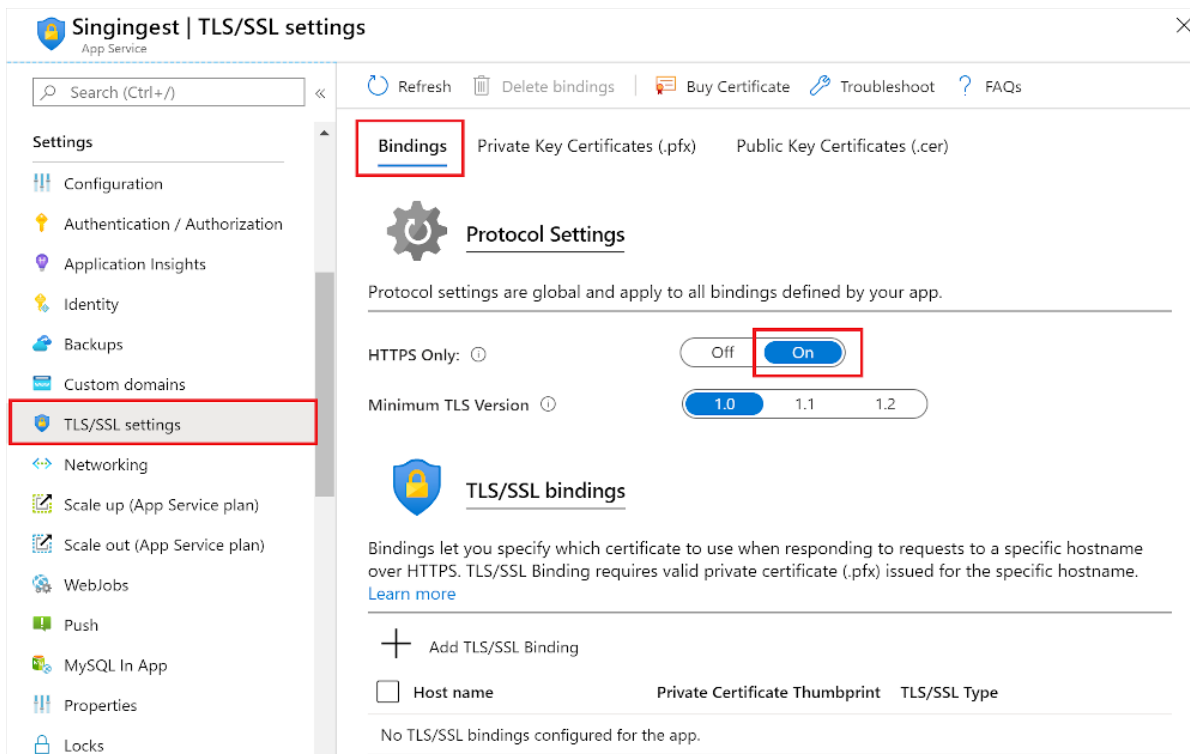 Singingest | TLS/SSL settings
App Service
Search (Ctrl+/)
«
Settings
Configuration
Authentication / Authorization
Application Insights
Identity
Backups
Custom domains
TLS/SSL settings
Networking
Scale up (App Service plan)
Scale out (App Service plan)
WebJobs
Push
MySQL In App
Properties
Locks
Refresh Delete bindings Buy Certificate Troubleshoot ? FAQs
Bindings Private Key Certificates (.pfx) Public Key Certificates (.cer)
Protocol Settings
Protocol settings are global and apply to all bindings defined by your app.
HTTPS Only: Off On
Minimum TLS Version 1.0 1.1 1.2
TLS/SSL bindings
Bindings let you specify which certificate to use when responding to requests to a specific hostname
over HTTPS. TLS/SSL Binding requires valid private certificate (.pfx) issued for the specific hostname.
Learn more
Add TLS/SSL Binding
Host name Private Certificate Thumbprint TLS/SSL Type
No TLS/SSL bindings configured for the app.